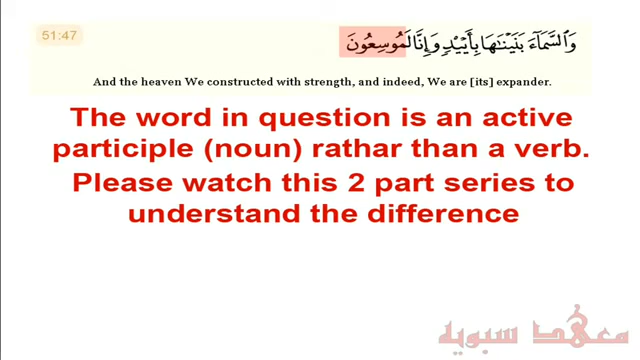 51:47
وَٱلسَّمَآءَ بَنَيْنَـٰهَا بِأَيْي۟دٍ وَإِنَّا لَمُوسِعُونَ
And the heaven We constructed with strength, and indeed, We are [its] expander.
The word in question is an active
participle (noun) rathar than a verb.
Please watch this 2 part series to
understand the difference
معهد سبويه